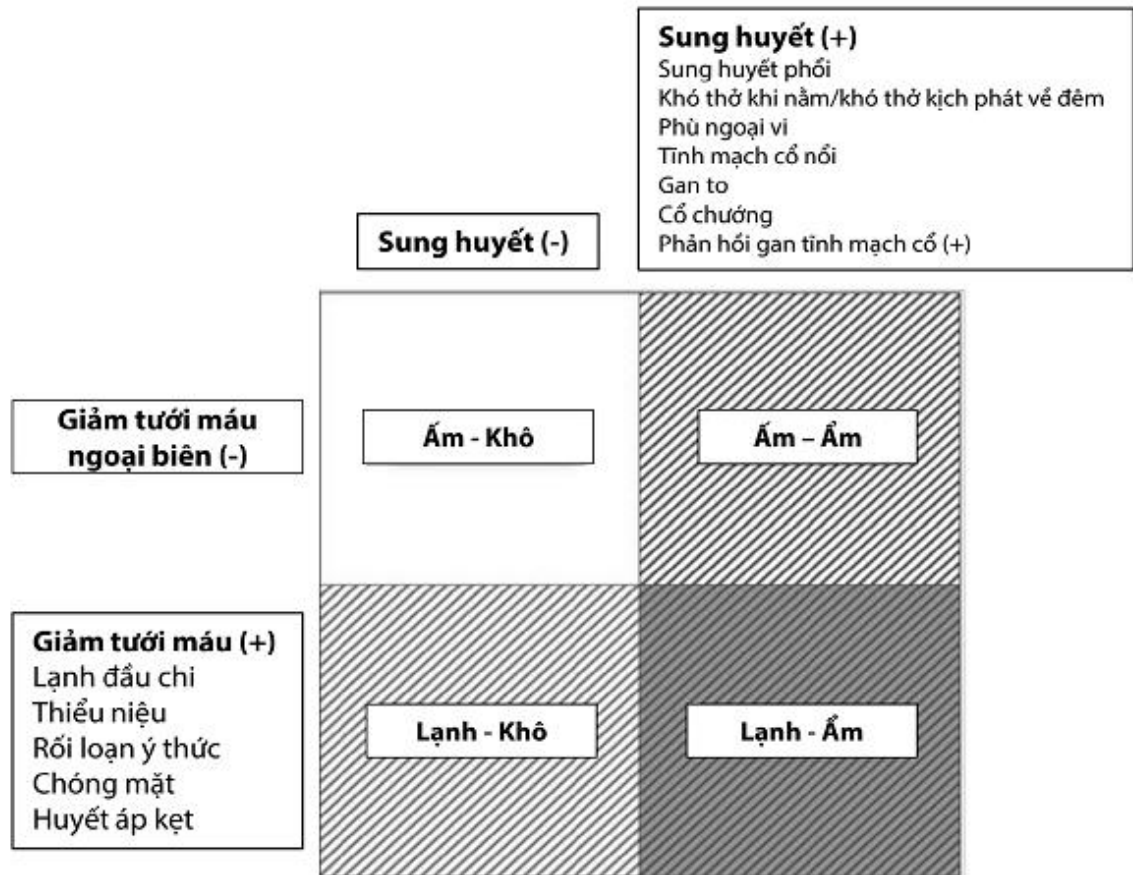 Sung huyết (+)
Sung huyết phổi
Khó thở khi nằm/khó thở kịch phát về đêm
Phù ngoại vi
Tĩnh mạch cổ nổi
Gan to
Cổ chướng
Phản hồi gan tĩnh mạch cổ (+)
Sung huyết (-)
Giảm tưới máu
ngoại biên (-)
Ấm - Khô
Ấm – Ẩm
Giảm tưới máu (+)
Lạnh đầu chi
Thiểu niệu
Rối loạn ý thức
Chóng mặt
Huyết áp kẹt
Lạnh - Khô
Lạnh - Ẩm